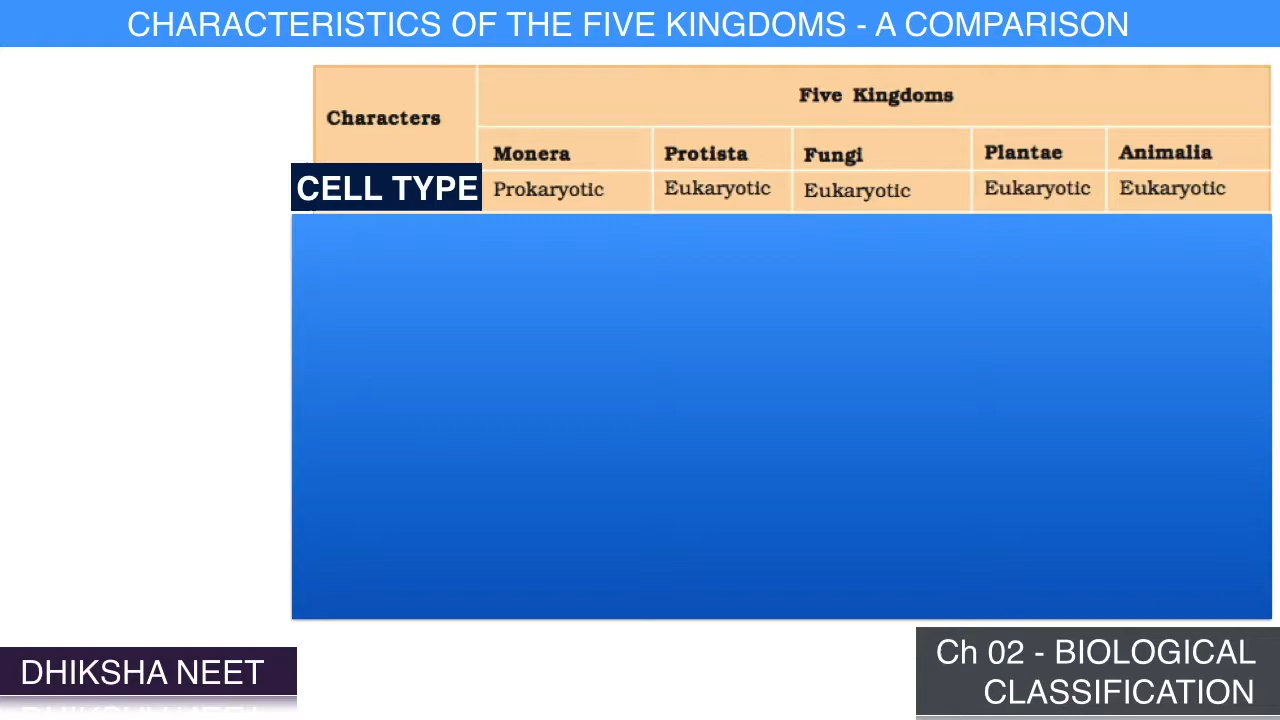 CHARACTERISTICS OF THE FIVE KINGDOMS - A COMPARISON
Characters
Five Kingdoms
Monera Protista Fungi Plantae Animalia
CELL TYPE Prokaryotic Eukaryotic Eukaryotic Eukaryotic Eukaryotic
DHIKSHA NEET
Ch 02 - BIOLOGICAL
CLASSIFICATION